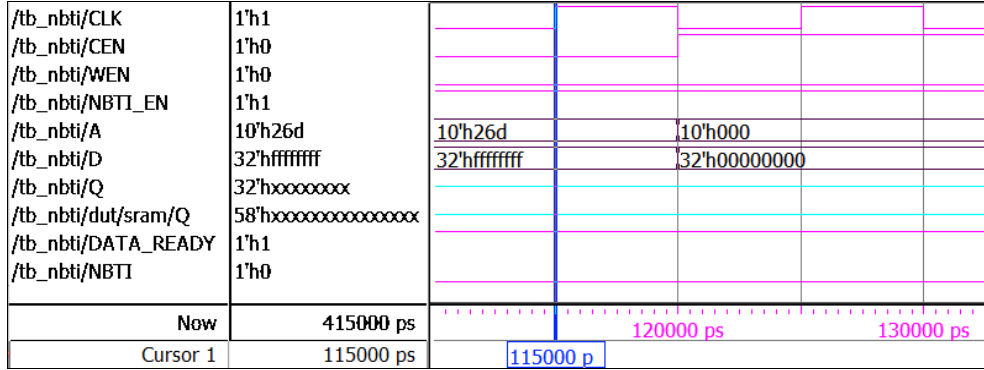 /tb_nbti/CLK 1'h1
/tb_nbti/CEN 1'h0
/tb_nbti/WEN 1'h0
/tb_nbti/NBTI_EN 1'h1
/tb_nbti/A 10'h26d 10'h26d 10'h000
/tb_nbti/D 32'hffffffff 32'hffffffff 32'h00000000
/tb_nbti/Q 32'hxxxxxxxx
/tb_nbti/dut/sram/Q 58'hxxxxxxxxxxxxxxx
/tb_nbti/DATA_READY 1'h1
/tb_nbti/NBTI 1'h0
Now 415000 ps 120000 ps 130000 ps
Cursor 1 115000 ps 115000 p